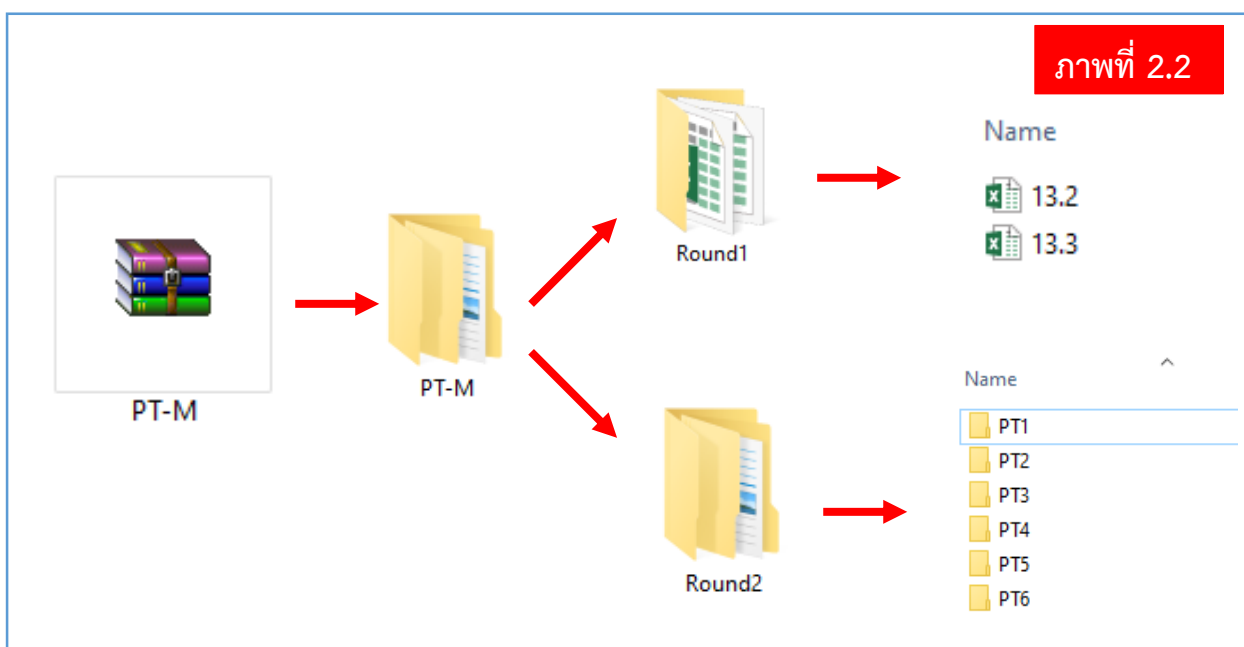 ภาพที่ 2.2
PT-M
PT-M
Round1
Name
13.2
13.3
Round2
Name
PT1
PT2
PT3
PT4
PT5
PT6